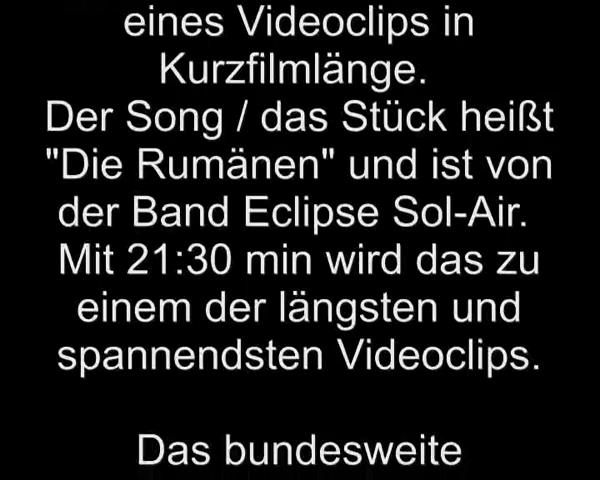 eines Videoclips in
Kurzfilmlänge.
Der Song / das Stück heißt
"Die Rumänen" und ist von
der Band Eclipse Sol-Air.
Mit 21:30 min wird das zu
einem der längsten und
spannendsten Videoclips.
Das bundesweite